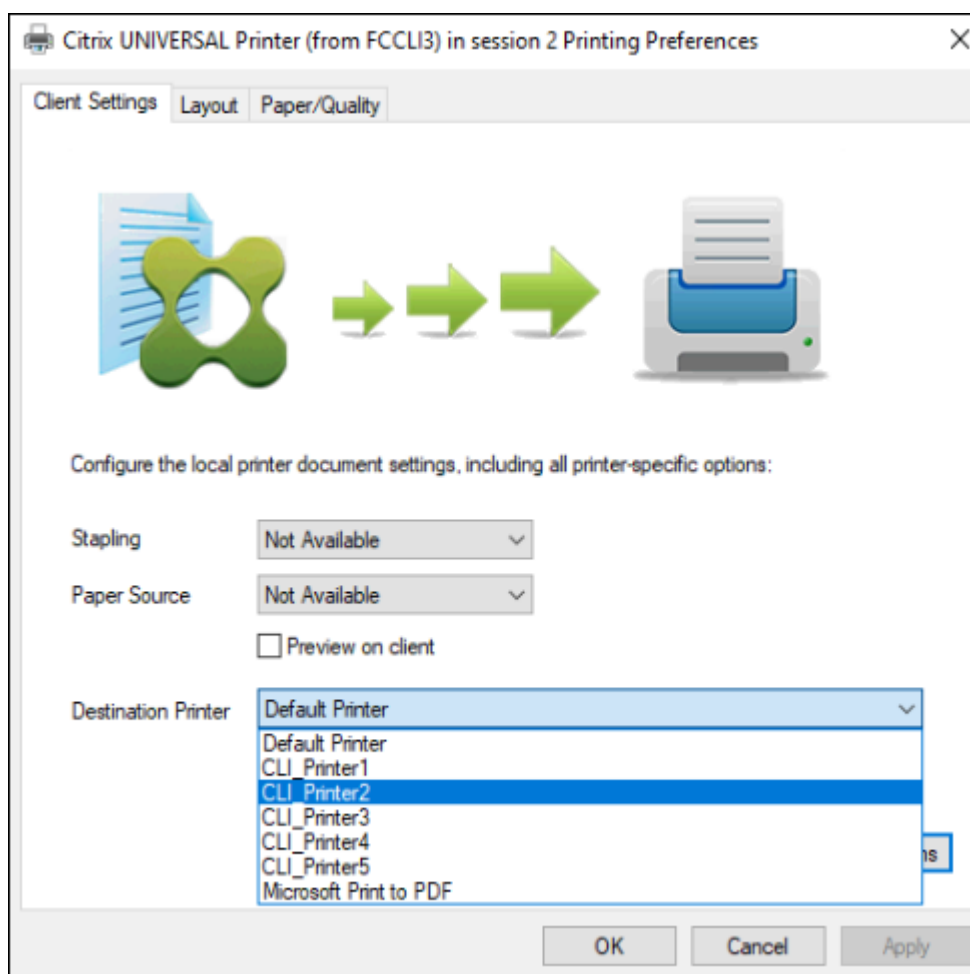 Citrix UNIVERSAL Printer (from FCCLI3) in session 2 Printing Preferences
Client Settings Layout Paper/Quality
Configure the local printer document settings, including all printer-specific options:
Stapling Not Available
Paper Source Not Available
Preview on client
Destination Printer Default Printer
Default Printer
CLI_Printer1
CLI_Printer2
CLI_Printer3
CLI_Printer4
CLI_Printer5
ns
Microsoft Print to PDF
OK Cancel Apply